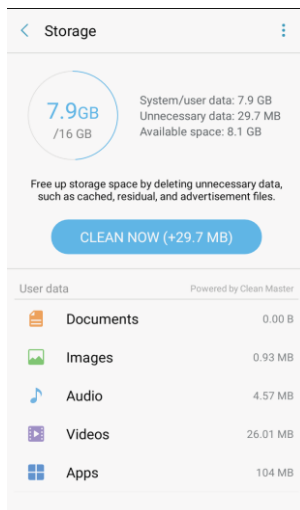 Storage
7.9GB
/16 GB
System/user data: 7.9 GB
Unnecessary data: 29.7 MB
Available space: 8.1 GB
Free up storage space by deleting unnecessary data,
such as cached, residual, and advertisement files.
CLEAN NOW (+29.7 MB)
User data Powered by Clean Master
Documents 0.00 B
Images 0.93 MB
Audio 4.57 MB
Videos 26.01 MB
Apps 104 MB